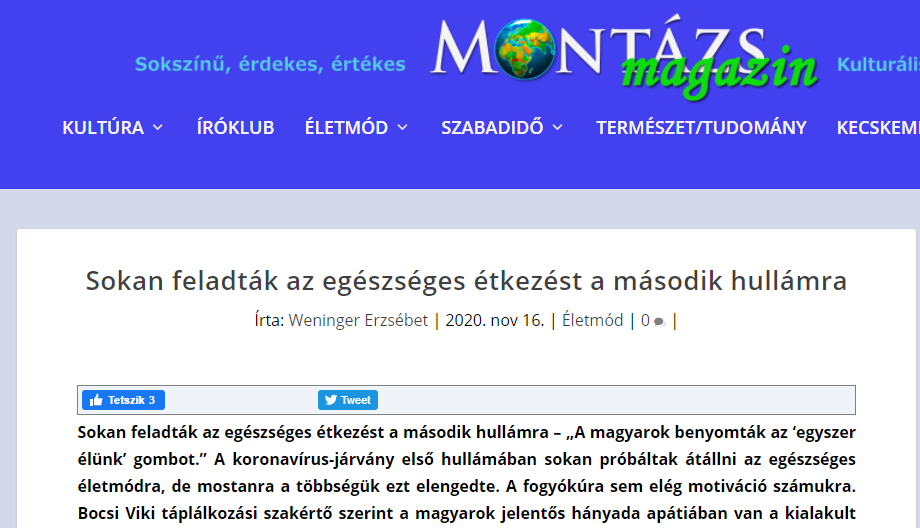 Sokszínű, érdekes, értékes
MONTÁZS
magazin
KULTÚRA
ÍRÓKLUB
ÉLETMÓD
SZABADIDŐ
TERMÉSZET/TUDOMÁNY
Sokan feladták az egészséges étkezést a második hullámra
Írta: Weninger Erzsébet | 2020. nov 16. | Életmód | 0 |
Tetszik 3
Tweet
Sokan feladták az egészséges étkezést a második hullámra – „A magyarok benyomták az ‘egyszer
élünk’ gombot.” A koronavírus-járvány első hullámában sokan próbáltak átállni az egészséges
életmódra, de mostanra a többségük ezt elengedte. A fogyókúra sem elég motiváció számukra.
Bocsi Viki táplálkozási szakértő szerint a magyarok jelentős hányada apátiában van a kialakult